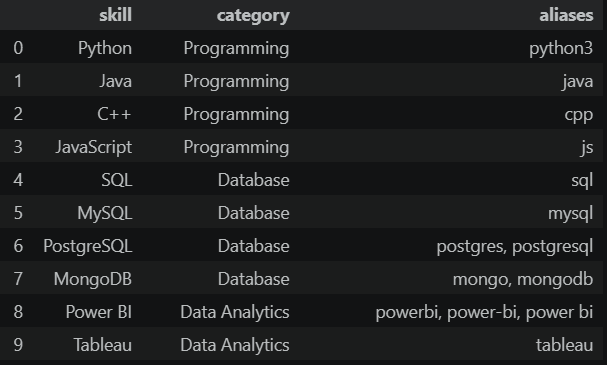 skill category aliases
0 Python Programming python3
1 Java Programming java
2 C++ Programming cpp
3 JavaScript Programming js
4 SQL Database sql
5 MySQL Database mysql
6 PostgreSQL Database postgres, postgresql
7 MongoDB Database mongo, mongodb
8 Power BI Data Analytics powerbi, power-bi, power bi
9 Tableau Data Analytics tableau